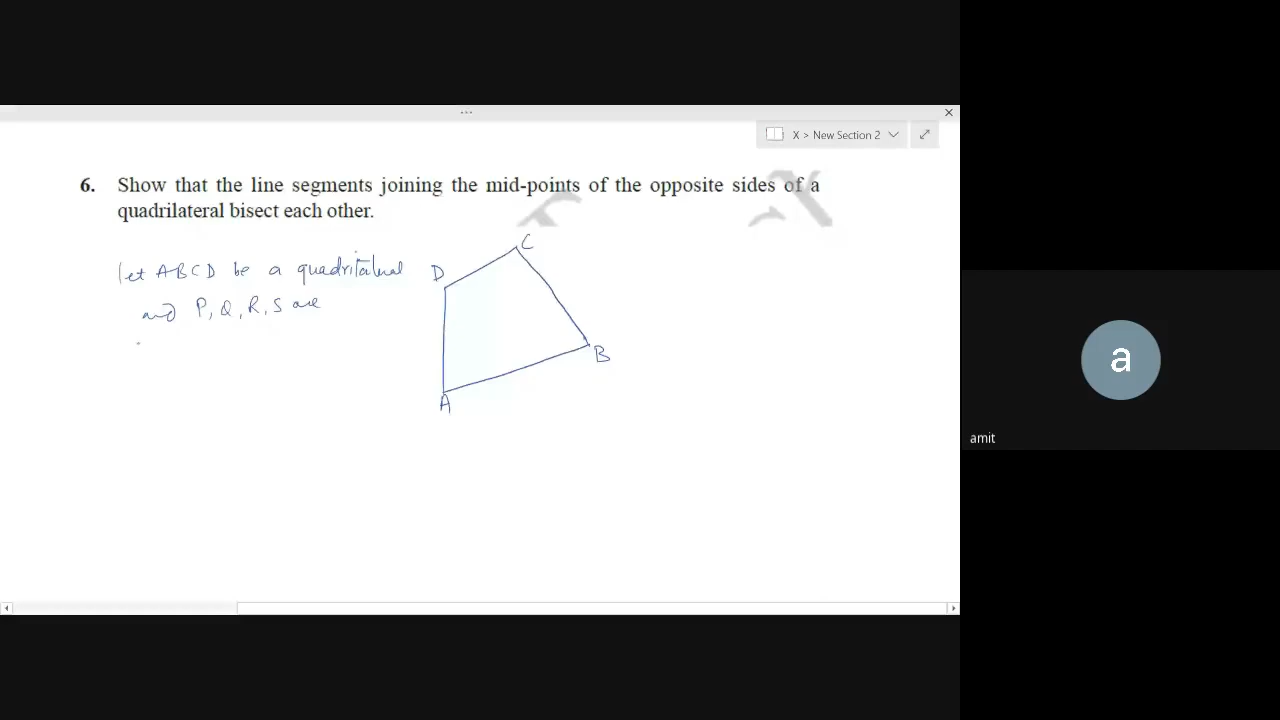 ...
X > New Section 2
6. Show that the line segments joining the mid-points of the opposite sides of a
quadrilateral bisect each other.
let ABCD be a quadrilateral
and P, Q, R, S are
C
D
B
A
a
amit